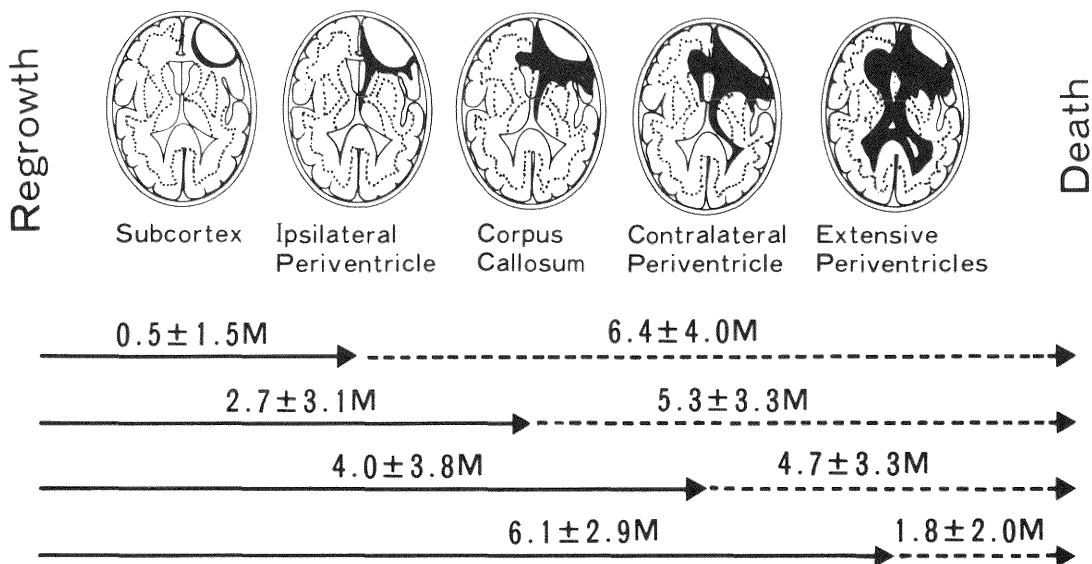 Regrowth
Death
Subcortex
Ipsilateral
Periventricle
Corpus
Callosum
Contralateral
Periventricle
Extensive
Periventricles
0.5±1.5M
6.4±4.0M
2.7±3.1M
5.3±3.3M
4.0±3.8M
4.7±3.3M
6.1±2.9M
1.8±2.0M